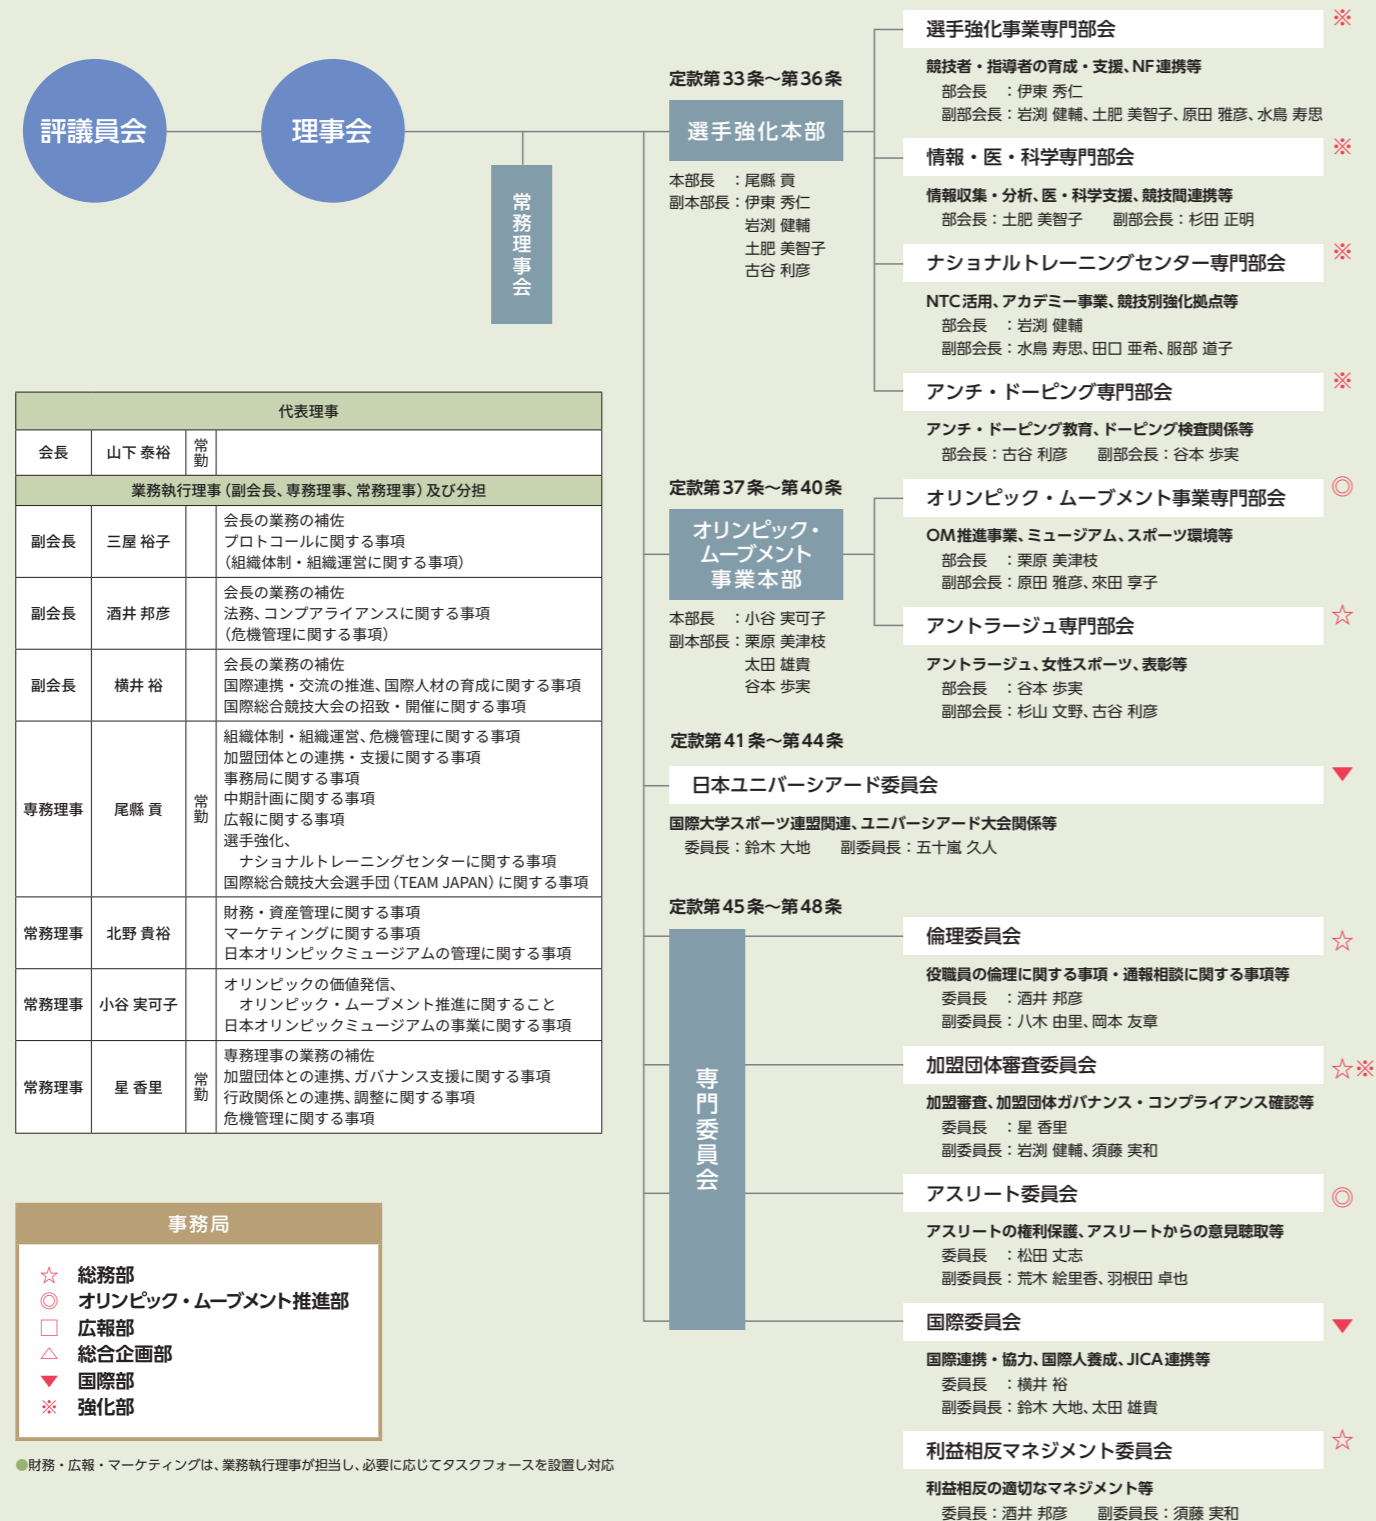 評議員会
理事会
常務理事会
定款第33条～第36条
選手強化本部
本部長　：尾縣 貢
副本部長：伊東 秀仁
岩渕 健輔
土肥 美智子
古谷 利彦
選手強化事業専門部会
※
競技者・指導者の育成・支援、NF連携等
部会長　：伊東 秀仁
副部会長：岩渕 健輔、土肥 美智子、原田 雅彦、水鳥 寿思
情報・医・科学専門部会
※
情報収集・分析、医・科学支援、競技間連携等
部会長：土肥 美智子　　副部会長：杉田 正明
ナショナルトレーニングセンター専門部会
※
NTC活用、アカデミー事業、競技別強化拠点等
部会長　：岩渕 健輔
副部会長：水鳥 寿思、田口 亜希、服部 道子
アンチ・ドーピング専門部会
※
アンチ・ドーピング教育、ドーピング検査関係等
部会長：古谷 利彦　　副部会長：谷本 歩実
定款第37条～第40条
オリンピック・
ムーブメント
事業本部
本部長　：小谷 実可子
副本部長：栗原 美津枝
太田 雄貴
谷本 歩実
オリンピック・ムーブメント事業専門部会
◎
OM推進事業、ミュージアム、スポーツ環境等
部会長　：栗原 美津枝
副部会長：原田 雅彦、來田 享子
アントラージュ専門部会
☆
アントラージュ、女性スポーツ、表彰等
部会長　：谷本 歩実
副部会長：杉山 文野、古谷 利彦
定款第41条～第44条
日本ユニバーシアード委員会
▼
国際大学スポーツ連盟関連、ユニバーシアード大会関係等
委員長：鈴木 大地　　副委員長：五十嵐 久人
定款第45条～第48条
専門委員会
倫理委員会
☆
役職員の倫理に関する事項・通報相談に関する事項等
委員長　：酒井 邦彦
副委員長：八木 由里、岡本 友章
加盟団体審査委員会
☆※
加盟審査、加盟団体ガバナンス・コンプライアンス確認等
委員長　：星 香里
副委員長：岩渕 健輔、須藤 実和
アスリート委員会
◎
アスリートの権利保護、アスリートからの意見聴取等
委員長　：松田 丈志
副委員長：荒木 絵里香、羽根田 卓也
国際委員会
▼
国際連携・協力、国際人養成、JICA連携等
委員長　：横井 裕
副委員長：鈴木 大地、太田 雄貴
利益相反マネジメント委員会
☆
利益相反の適切なマネジメント等
委員長：酒井 邦彦　　副委員長：須藤 実和
代表理事
会長　山下 泰裕　常勤
業務執行理事（副会長、専務理事、常務理事）及び分担
副会長　三屋 裕子
会長の業務の補佐
プロトコールに関する事項
（組織体制・組織運営に関する事項）
副会長　酒井 邦彦
会長の業務の補佐
法務、コンプアライアンスに関する事項
（危機管理に関する事項）
副会長　横井 裕
会長の業務の補佐
国際連携・交流の推進、国際人材の育成に関する事項
国際総合競技大会の招致・開催に関する事項
専務理事　尾縣 貢　常勤
組織体制・組織運営、危機管理に関する事項
加盟団体との連携・支援に関する事項
事務局に関する事項
中期計画に関する事項
広報に関する事項
選手強化、
ナショナルトレーニングセンターに関する事項
国際総合競技大会選手団（TEAM JAPAN）に関する事項
常務理事　北野 貴裕
財務・資産管理に関する事項
マーケティングに関する事項
日本オリンピックミュージアムの管理に関する事項
常務理事　小谷 実可子
オリンピックの価値発信、
オリンピック・ムーブメント推進に関すること
日本オリンピックミュージアムの事業に関する事項
常務理事　星 香里　常勤
専務理事の業務の補佐
加盟団体との連携、ガバナンス支援に関する事項
行政関係との連携、調整に関する事項
危機管理に関する事項
事務局
☆　総務部
◎　オリンピック・ムーブメント推進部
□　広報部
△　総合企画部
▼　国際部
※　強化部
●財務・広報・マーケティングは、業務執行理事が担当し、必要に応じてタスクフォースを設置し対応